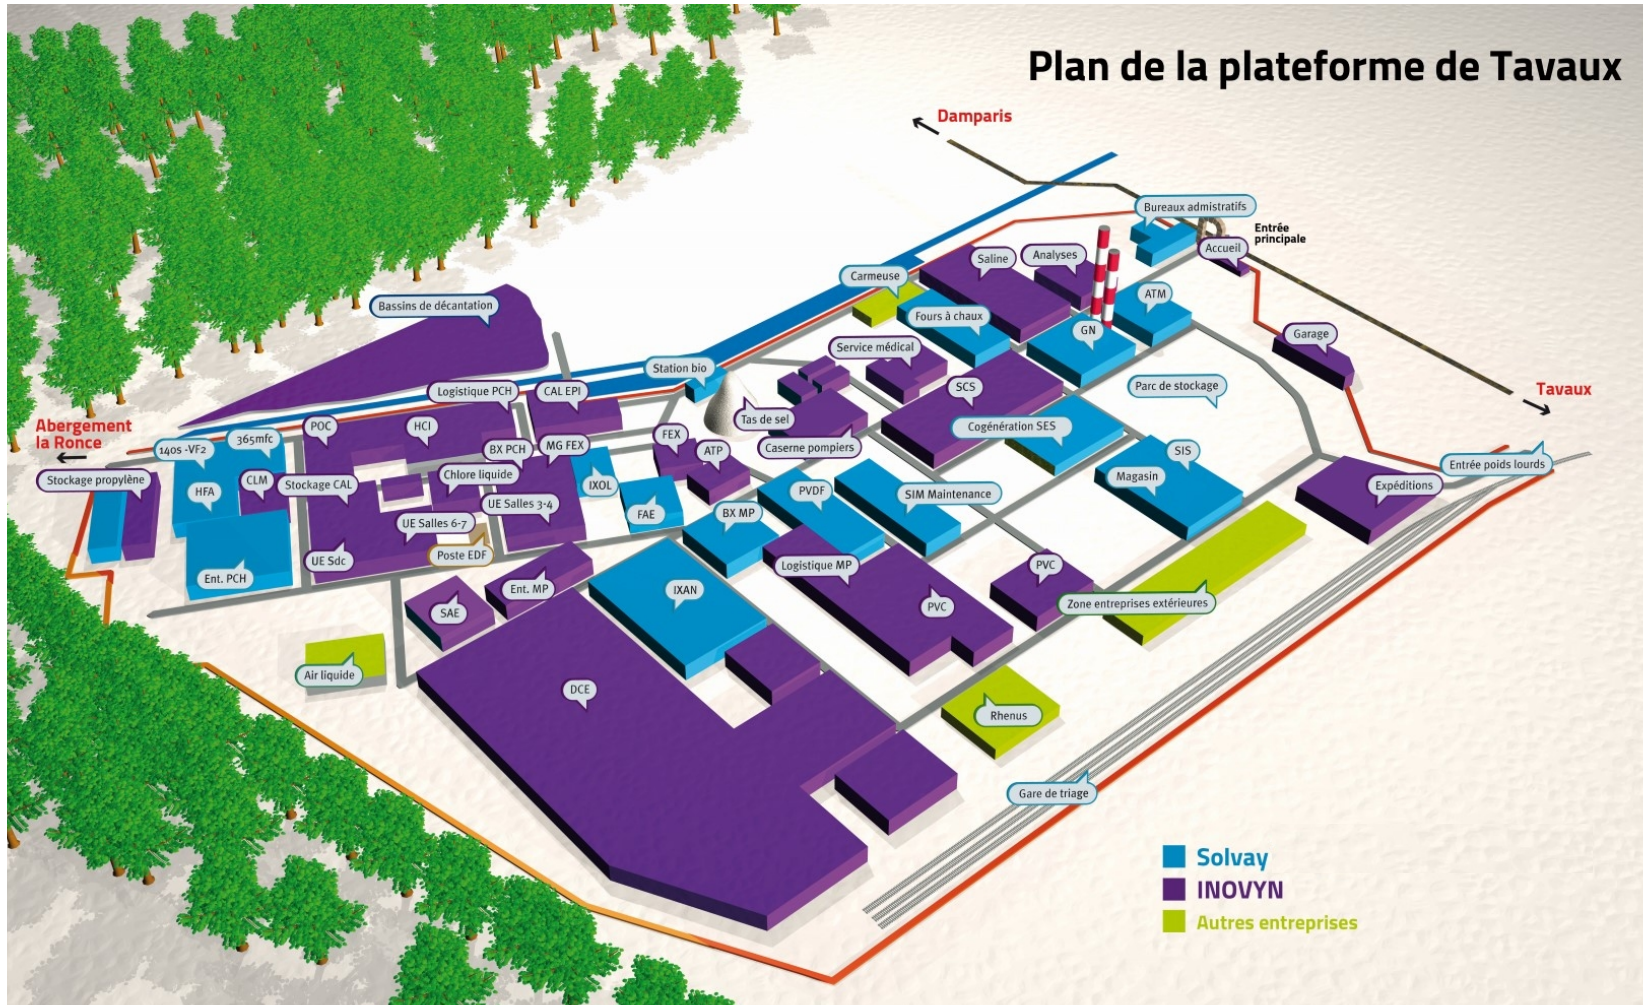 Plan de la plateforme de Tavaux
Damparis
Bureaux admistratifs
Entrée
principale
Accueil
Analyses
Saline
Carmeuse
ATM
Bassins de décantation
Fours à chaux
GN
Garage
Service médical
Station bio
Parc de stockage
SCS
Tavaux
Logistique PCH
CAL EPI
Tas de sel
Cogénération SES
Abergement
la Ronce
POC
HCI
365mfc
140s -VF2
FEX
MG FEX
BX PCH
ATP
Caserne pompiers
SIS
Entrée poids lourds
Stockage propylène
CLM
Stockage CAL
Chlore liquide
IXOL
Magasin
Expéditions
HFA
PVDF
SIM Maintenance
UE Salles 3-4
FAE
BX MP
UE Salles 6-7
Poste EDF
UE Sdc
Logistique MP
PVC
Ent. PCH
Ent. MP
IXAN
SAE
PVC
Zone entreprises extérieures
Air liquide
DCE
Rhenus
Gare de triage
Solvay
INOVYN
Autres entreprises